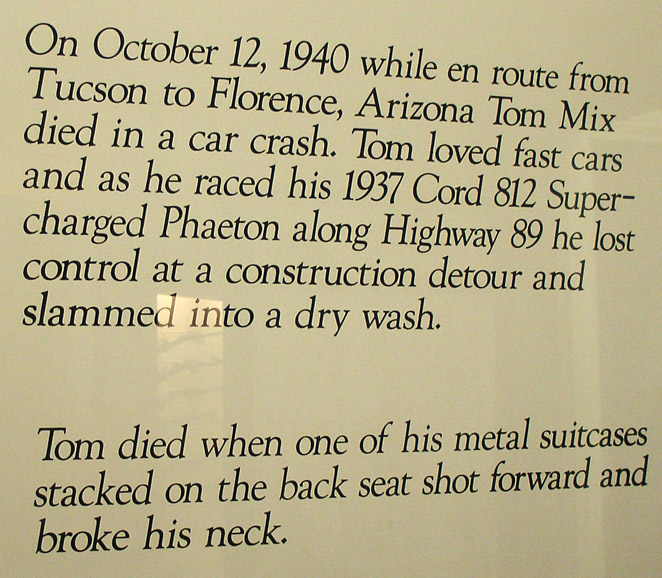 On October 12, 1940 while en route from
Tucson to Florence, Arizona Tom Mix
died in a car crash. Tom loved fast cars
and as he raced his 1937 Cord 812 Super-
charged Phaeton along Highway 89 he lost
control at a construction detour and
slammed into a dry wash.
Tom died when one of his metal suitcases
stacked on the back seat shot forward and
broke his neck.